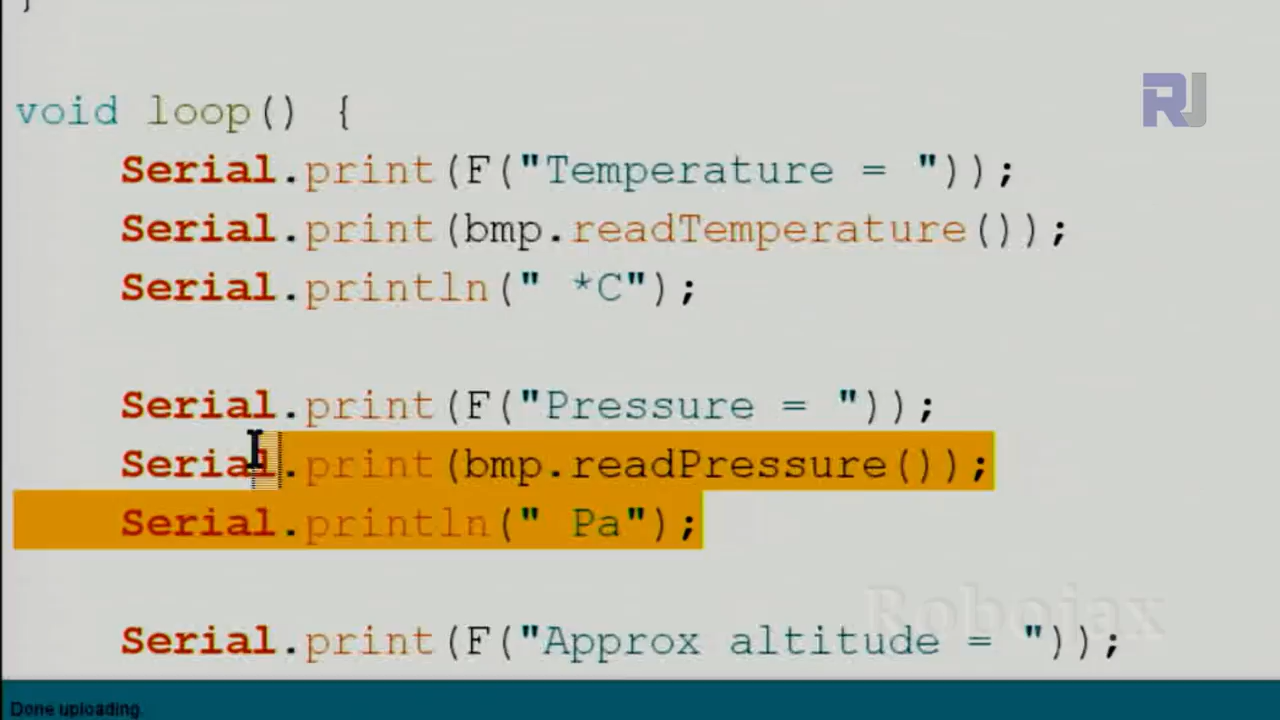 }
RJ
void loop() {
Serial.print(F("Temperature = "));
Serial.print(bmp.readTemperature());
Serial.println(" *C");
Serial.print(F("Pressure = "));
Serial.print(bmp.readPressure());
Serial.println(" Pa");
Robojax
Serial.print(F("Approx altitude = "));
Done uploading.